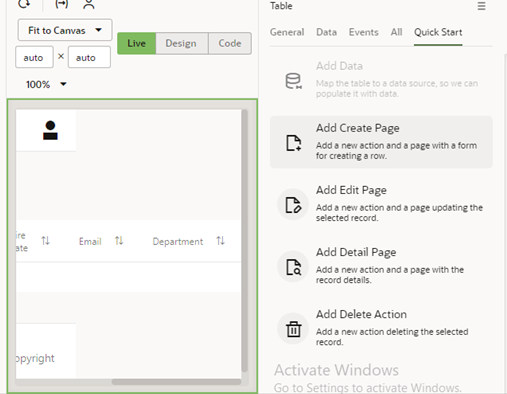 Table
Fit to Canvas
Live
Design
Code
General
Data
Events
All
Quick Start
auto
×
auto
100%
Add Data
Map the table to a data source, so we can
populate it with data.
Add Create Page
Add a new action and a page with a form
for creating a row.
Add Edit Page
Add a new action and a page updating the
selected record.
Add Detail Page
Add a new action and a page with the
record details.
Add Delete Action
Add a new action deleting the selected
record.
ire
ate
Email
Department
opyright
Activate Windows
Go to Settings to activate Windows.